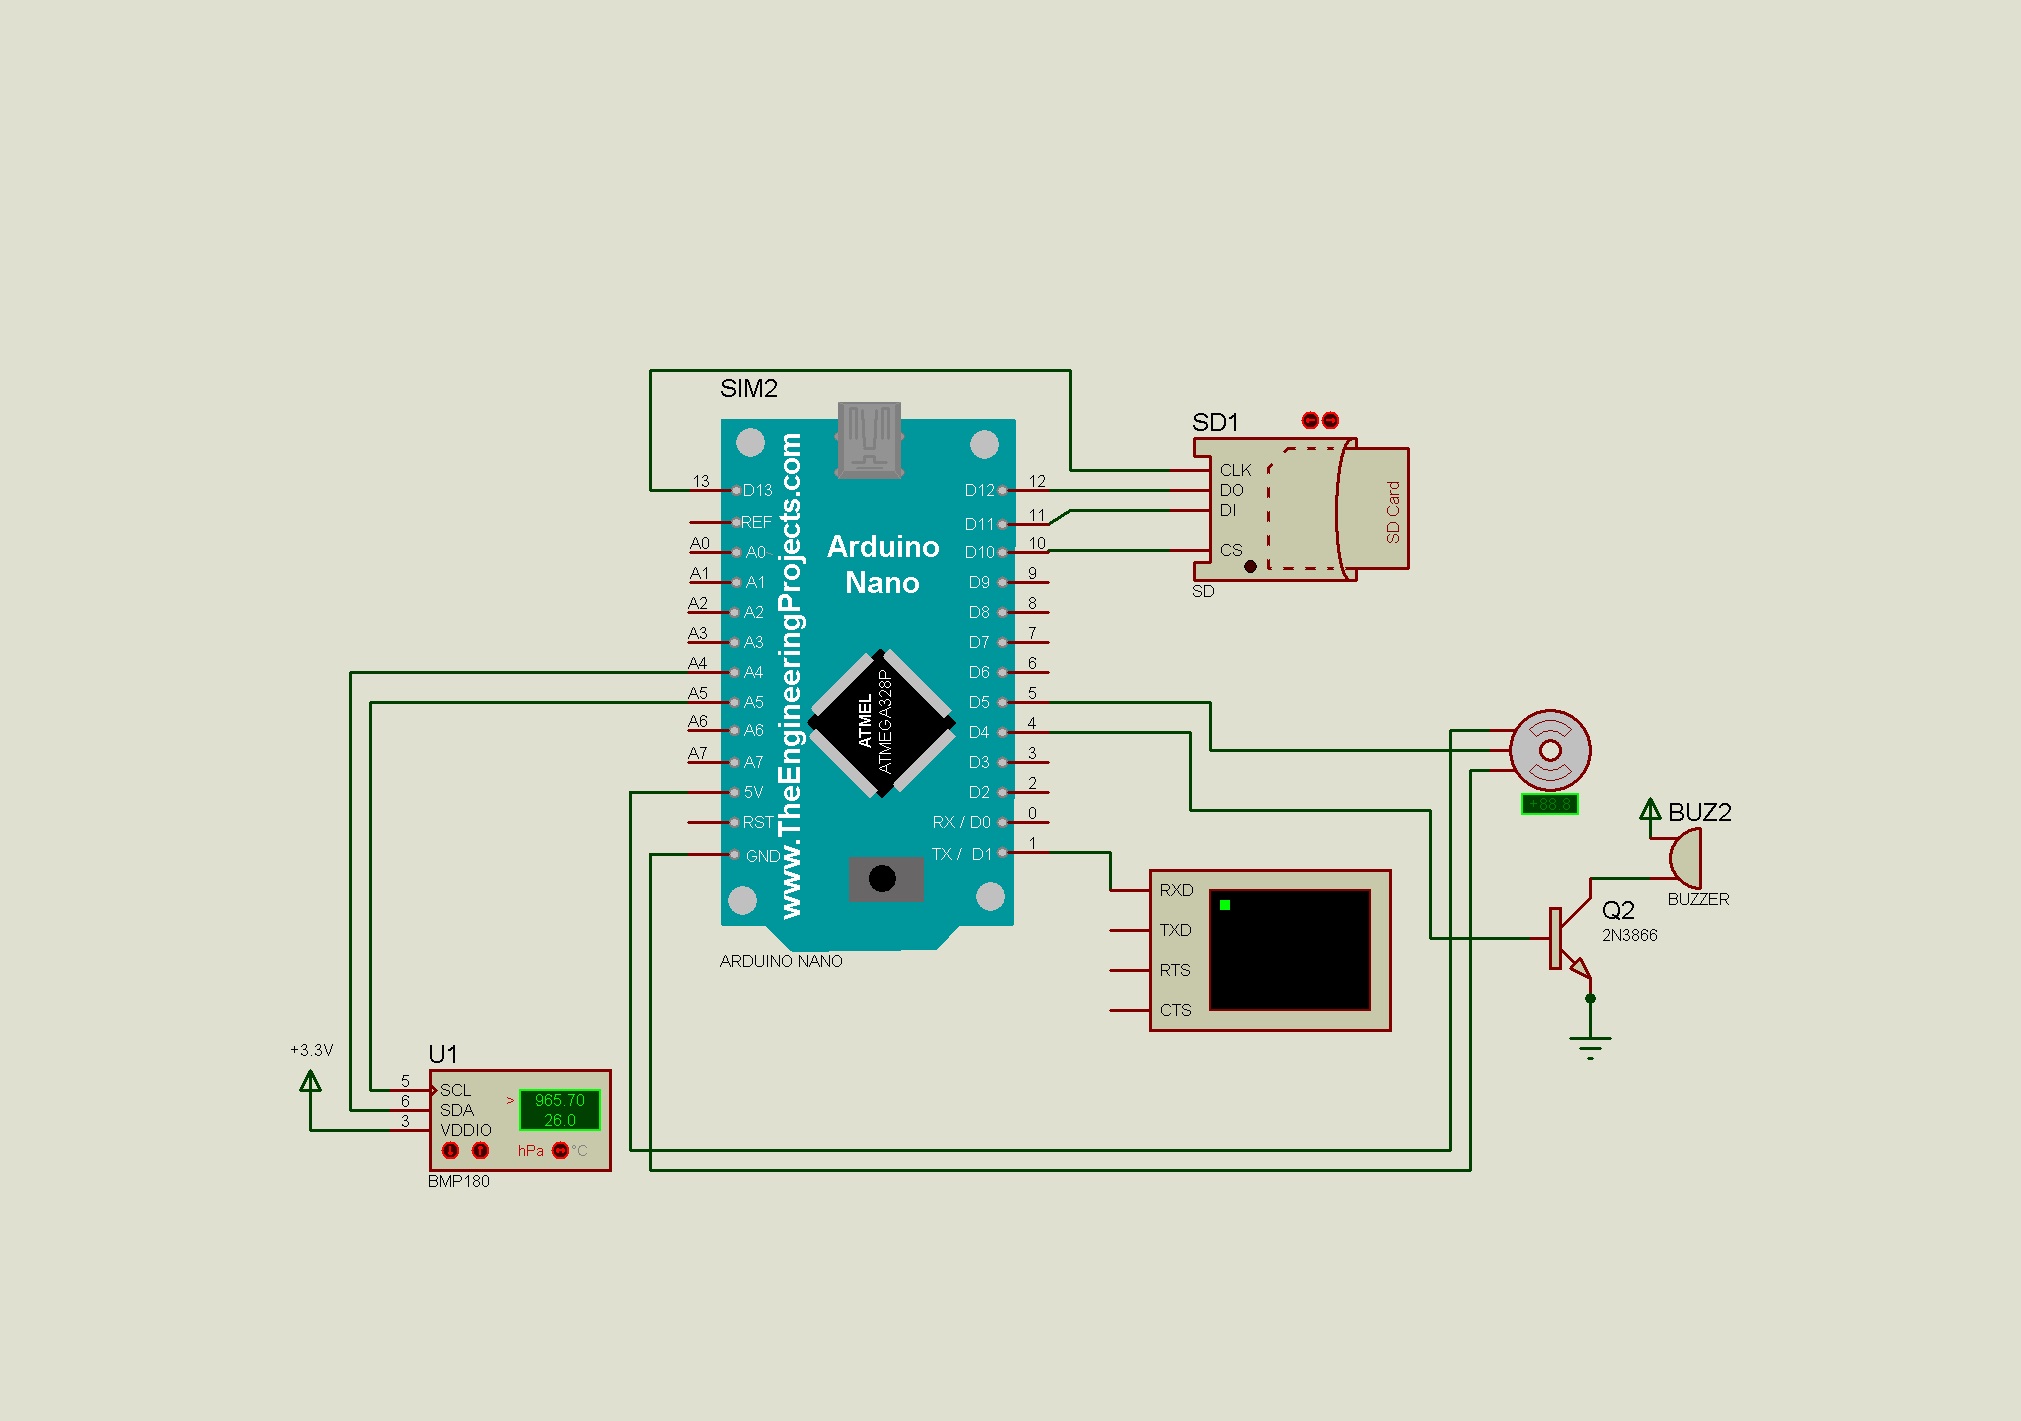 SIM2
www.TheEngineeringProjects.com
Arduino
Nano
ATMEL
ATMEGA328P
13 D13
REF
A0 A0
A1 A1
A2 A2
A3 A3
A4 A4
A5 A5
A6 A6
A7 A7
5V
RST
GND
D12 12
D11 11
D10 10
D9 9
D8 8
D7 7
D6 6
D5 5
D4 4
D3 3
D2 2
RX / D0 0
TX / D1 1
ARDUINO NANO
SD1
CLK
DO
DI
CS
SD Card
SD
+88.8
BUZ2
BUZZER
Q2
2N3866
RXD
TXD
RTS
CTS
+3.3V
U1
5 SCL
6 SDA
3 VDDIO
> 965.70
26.0
hPa °C
BMP180